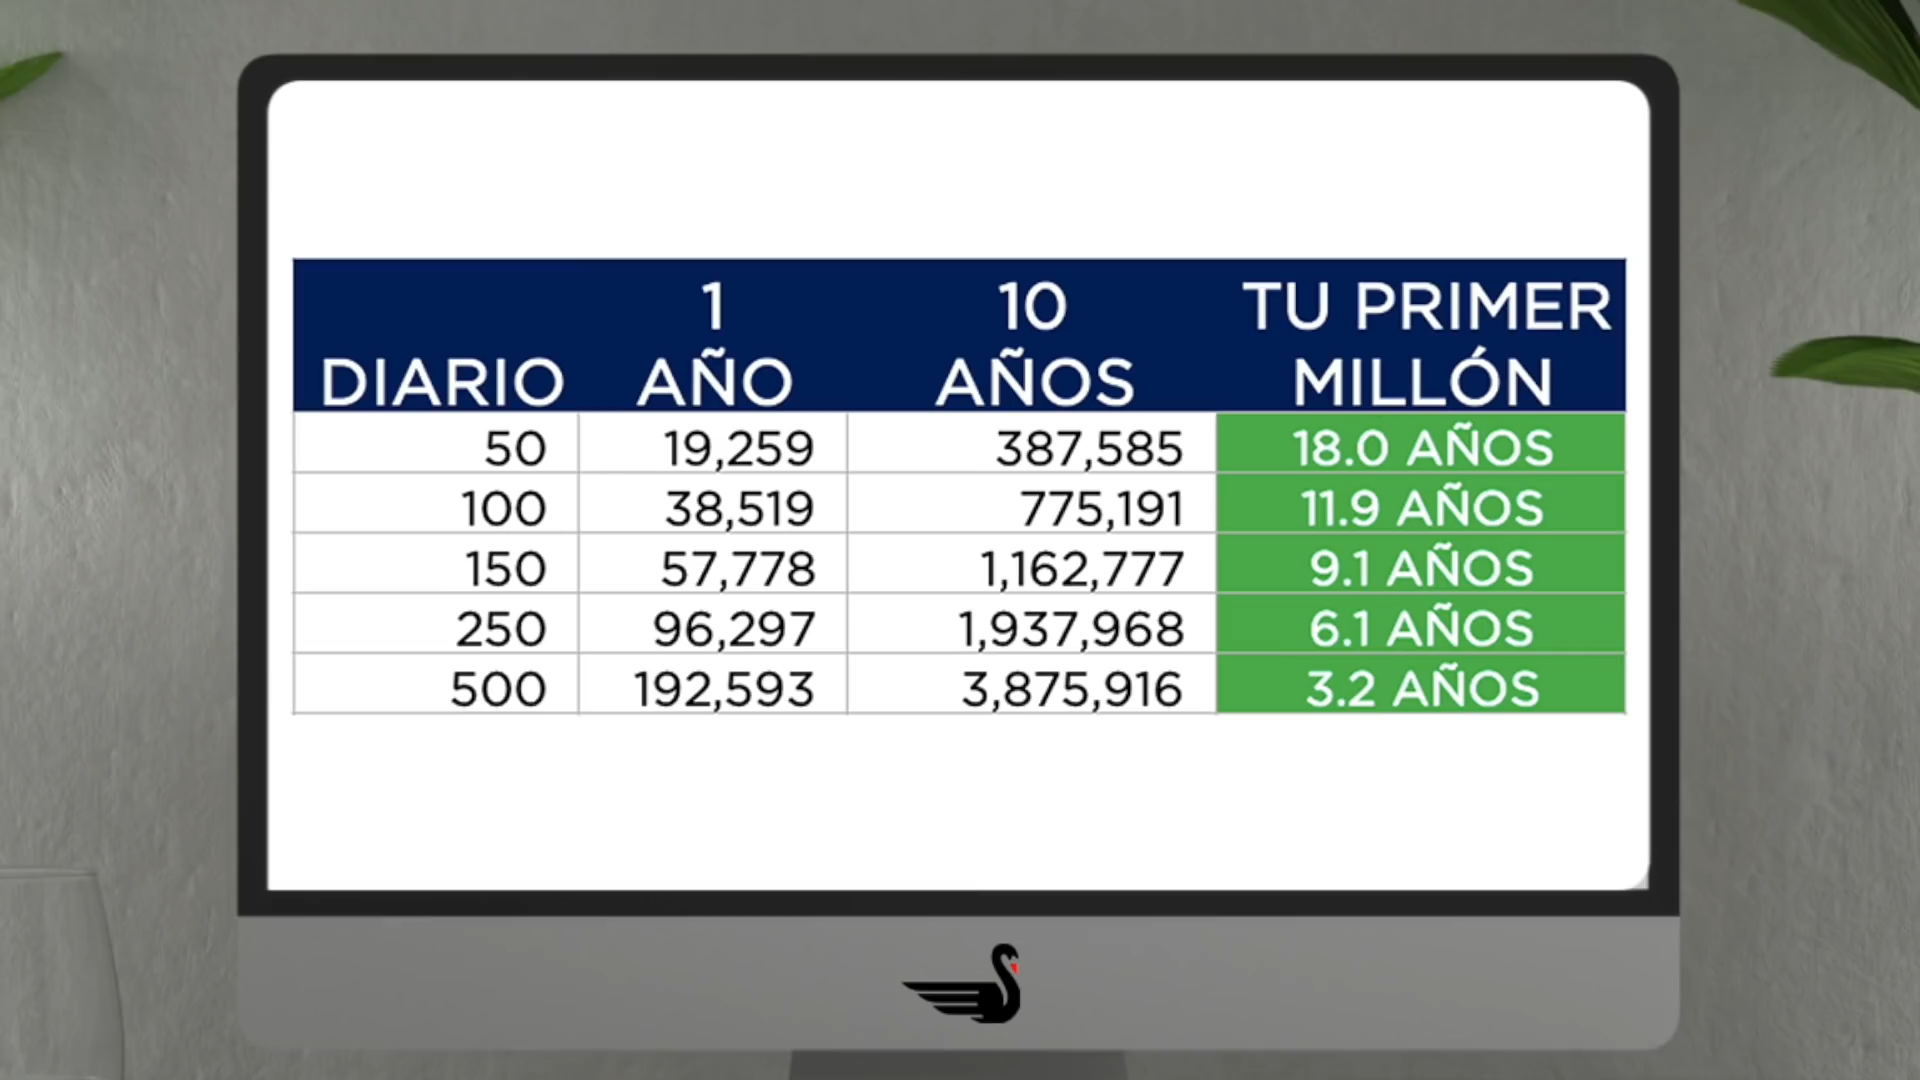 DIARIO 1 AÑO 10 AÑOS TU PRIMER MILLÓN
50 19,259 387,585 18.0 AÑOS
100 38,519 775,191 11.9 AÑOS
150 57,778 1,162,777 9.1 AÑOS
250 96,297 1,937,968 6.1 AÑOS
500 192,593 3,875,916 3.2 AÑOS